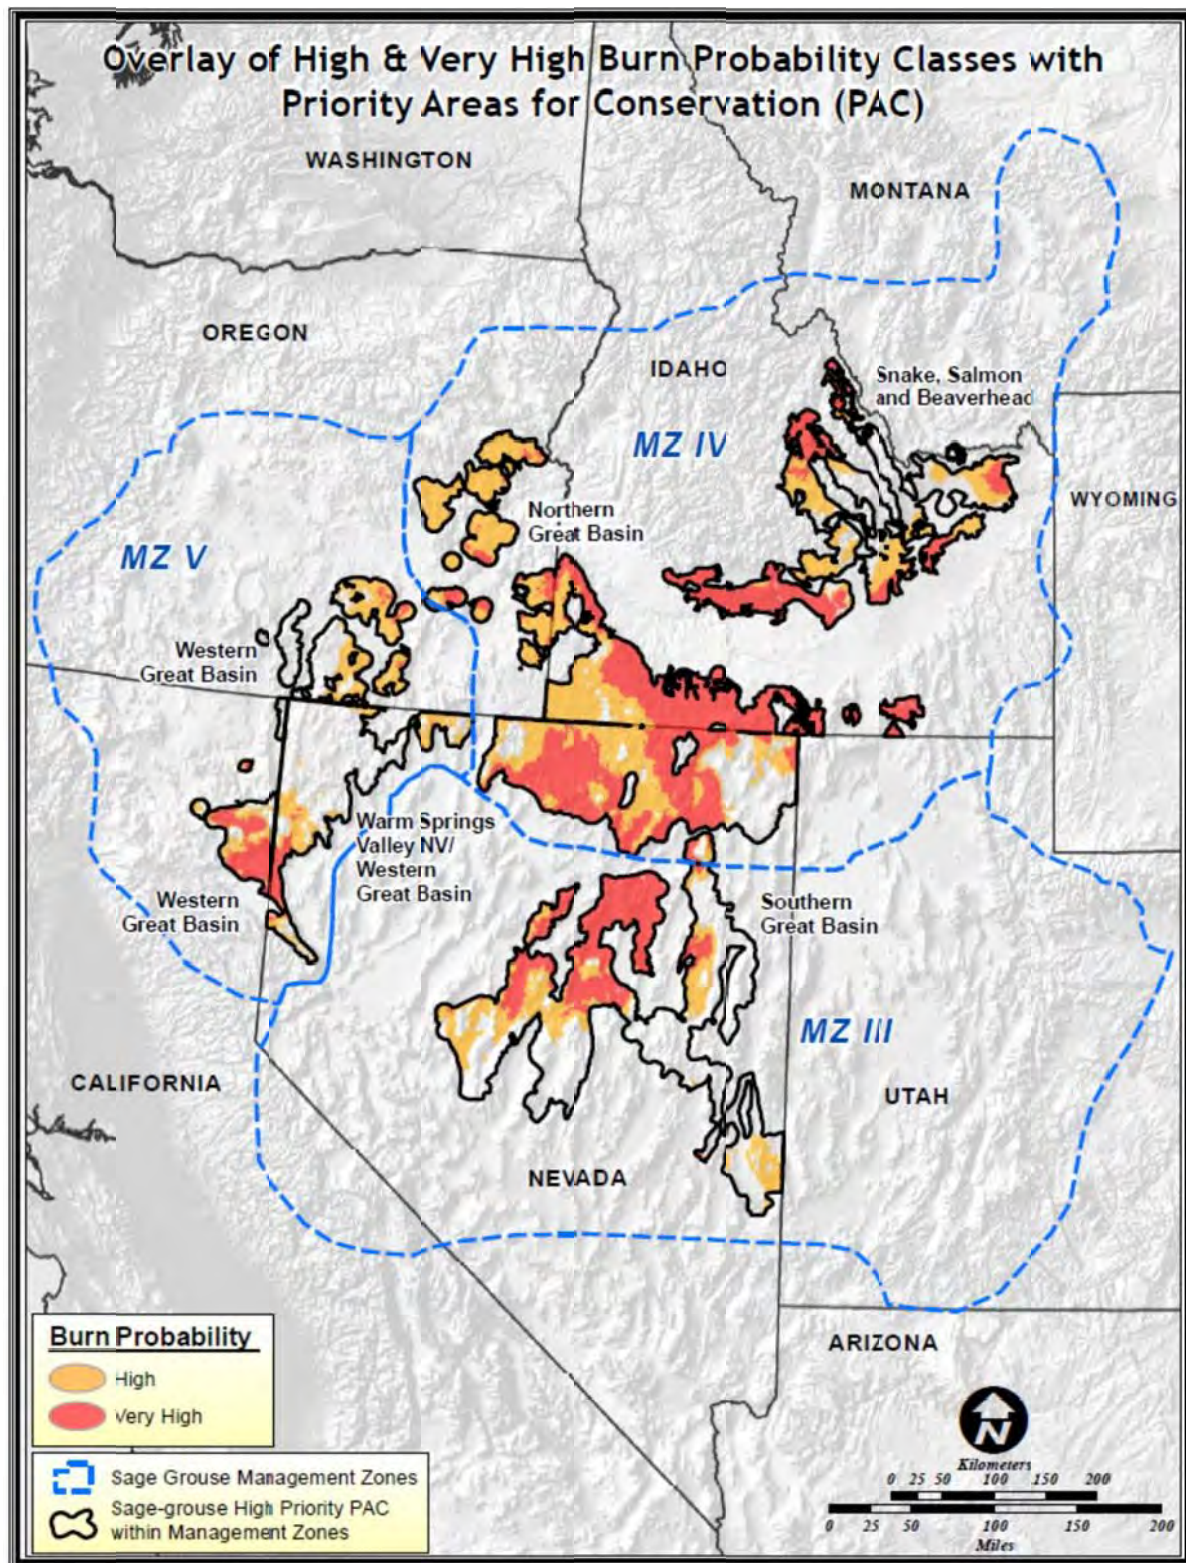 Overlay of High & Very High Burn Probability Classes with
Priority Areas for Conservation (PAC)
WASHINGTON
MONTANA
OREGON
IDAHO
Snake, Salmon
and Beaverhead
MZ IV
WYOMING
Northern
Great Basin
MZ V
Western
Great Basin
Warm Springs
Valley NV/
Western
Great Basin
Western
Great Basin
Southern
Great Basin
MZ III
CALIFORNIA
UTAH
NEVADA
ARIZONA
Burn Probability
High
Very High
Sage Grouse Management Zones
Sage-grouse High Priority PAC
within Management Zones
N
Kilometers
0 25 50 100 150 200
0 25 50 100 150 200
Miles